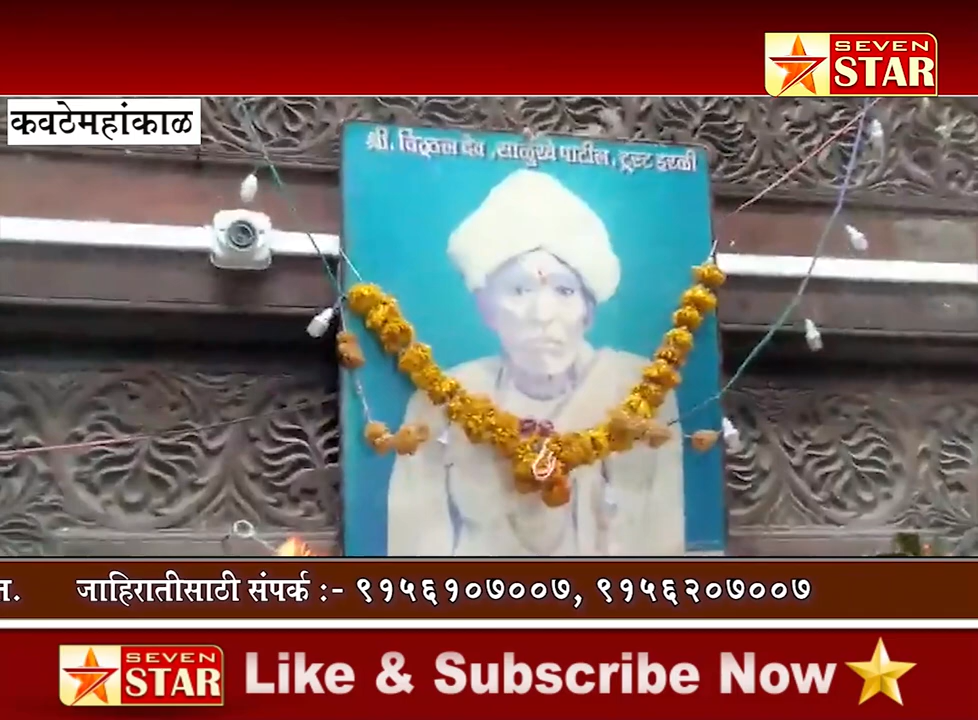 SEVEN
STAR
कवठेमहांकाळ
श्री. विठ्ठल देव, साळुंखे पाटील. ट्रस्ट इरळी
न. जाहिरातीसाठी संपर्क :- ९१५६१०७००७, ९१५६२०७००७
SEVEN
STAR
Like & Subscribe Now